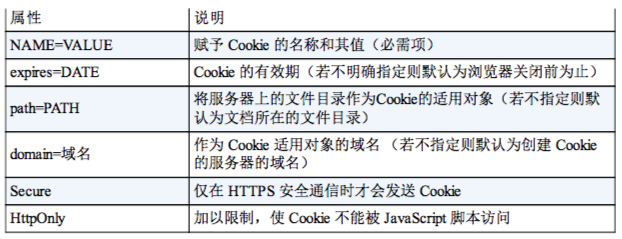 属性 说明
NAME=VALUE 赋予 Cookie 的名称和其值（必需项）
expires=DATE Cookie 的有效期（若不明确指定则默认为浏览器关闭前为止）
path=PATH 将服务器上的文件目录作为Cookie的适用对象（若不指定则默
认为文档所在的文件目录）
domain=域名 作为 Cookie 适用对象的域名 （若不指定则默认为创建 Cookie
的服务器的域名）
Secure 仅在 HTTPS 安全通信时才会发送 Cookie
HttpOnly 加以限制，使 Cookie 不能被 JavaScript 脚本访问